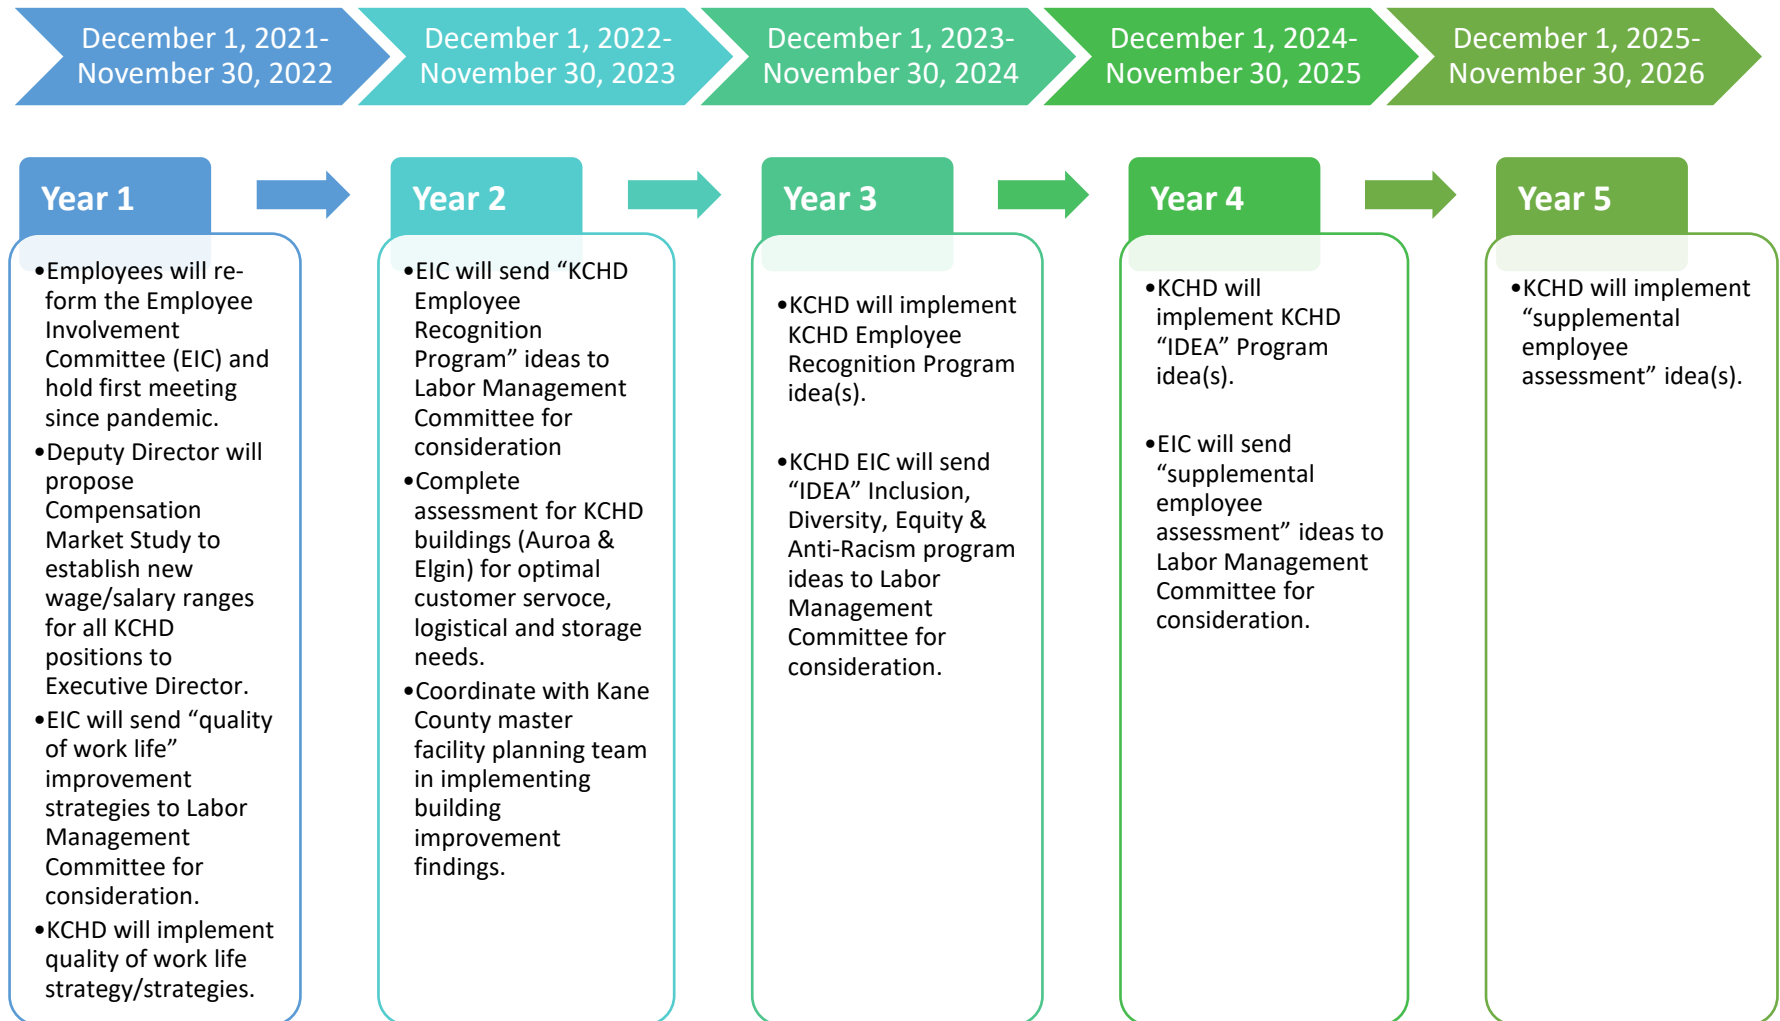 December 1, 2021-
November 30, 2022
December 1, 2022-
November 30, 2023
December 1, 2023-
November 30, 2024
December 1, 2024-
November 30, 2025
December 1, 2025-
November 30, 2026
Year 1
•Employees will re-
form the Employee
Involvement
Committee (EIC) and
hold first meeting
since pandemic.
•Deputy Director will
propose
Compensation
Market Study to
establish new
wage/salary ranges
for all KCHD
positions to
Executive Director.
•EIC will send “quality
of work life”
improvement
strategies to Labor
Management
Committee for
consideration.
•KCHD will implement
quality of work life
strategy/strategies.
Year 2
•EIC will send “KCHD
Employee
Recognition
Program” ideas to
Labor Management
Committee for
consideration
•Complete
assessment for KCHD
buildings (Auroa &
Elgin) for optimal
customer servoce,
logistical and storage
needs.
•Coordinate with Kane
County master
facility planning team
in implementing
building
improvement
findings.
Year 3
•KCHD will implement
KCHD Employee
Recognition Program
idea(s).
•KCHD EIC will send
“IDEA” Inclusion,
Diversity, Equity &
Anti-Racism program
ideas to Labor
Management
Committee for
consideration.
Year 4
•KCHD will
implement KCHD
“IDEA” Program
idea(s).
•EIC will send
“supplemental
employee
assessment” ideas to
Labor Management
Committee for
consideration.
Year 5
•KCHD will implement
“supplemental
employee
assessment” idea(s).